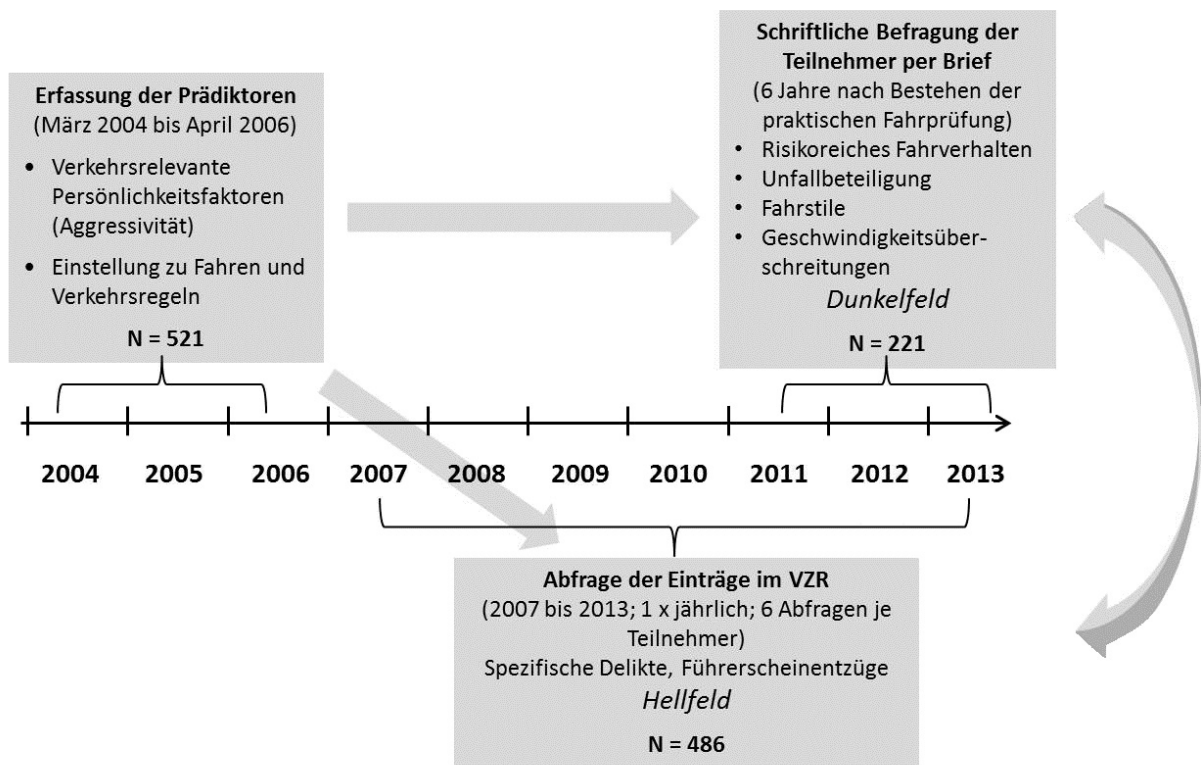 Erfassung der Prädiktoren
(März 2004 bis April 2006)
• Verkehrsrelevante
Persönlichkeitsfaktoren
(Aggressivität)
• Einstellung zu Fahren und
Verkehrsregeln
N = 521
Schriftliche Befragung der
Teilnehmer per Brief
(6 Jahre nach Bestehen der
praktischen Fahrprüfung)
• Risikoreiches Fahrverhalten
• Unfallbeteiligung
• Fahrstile
• Geschwindigkeitsüber-
schreitungen
Dunkelfeld
N = 221
2004 2005 2006 2007 2008 2009 2010 2011 2012 2013
Abfrage der Einträge im VZR
(2007 bis 2013; 1 x jährlich; 6 Abfragen je
Teilnehmer)
Spezifische Delikte, Führerscheinentzüge
Hellfeld
N = 486